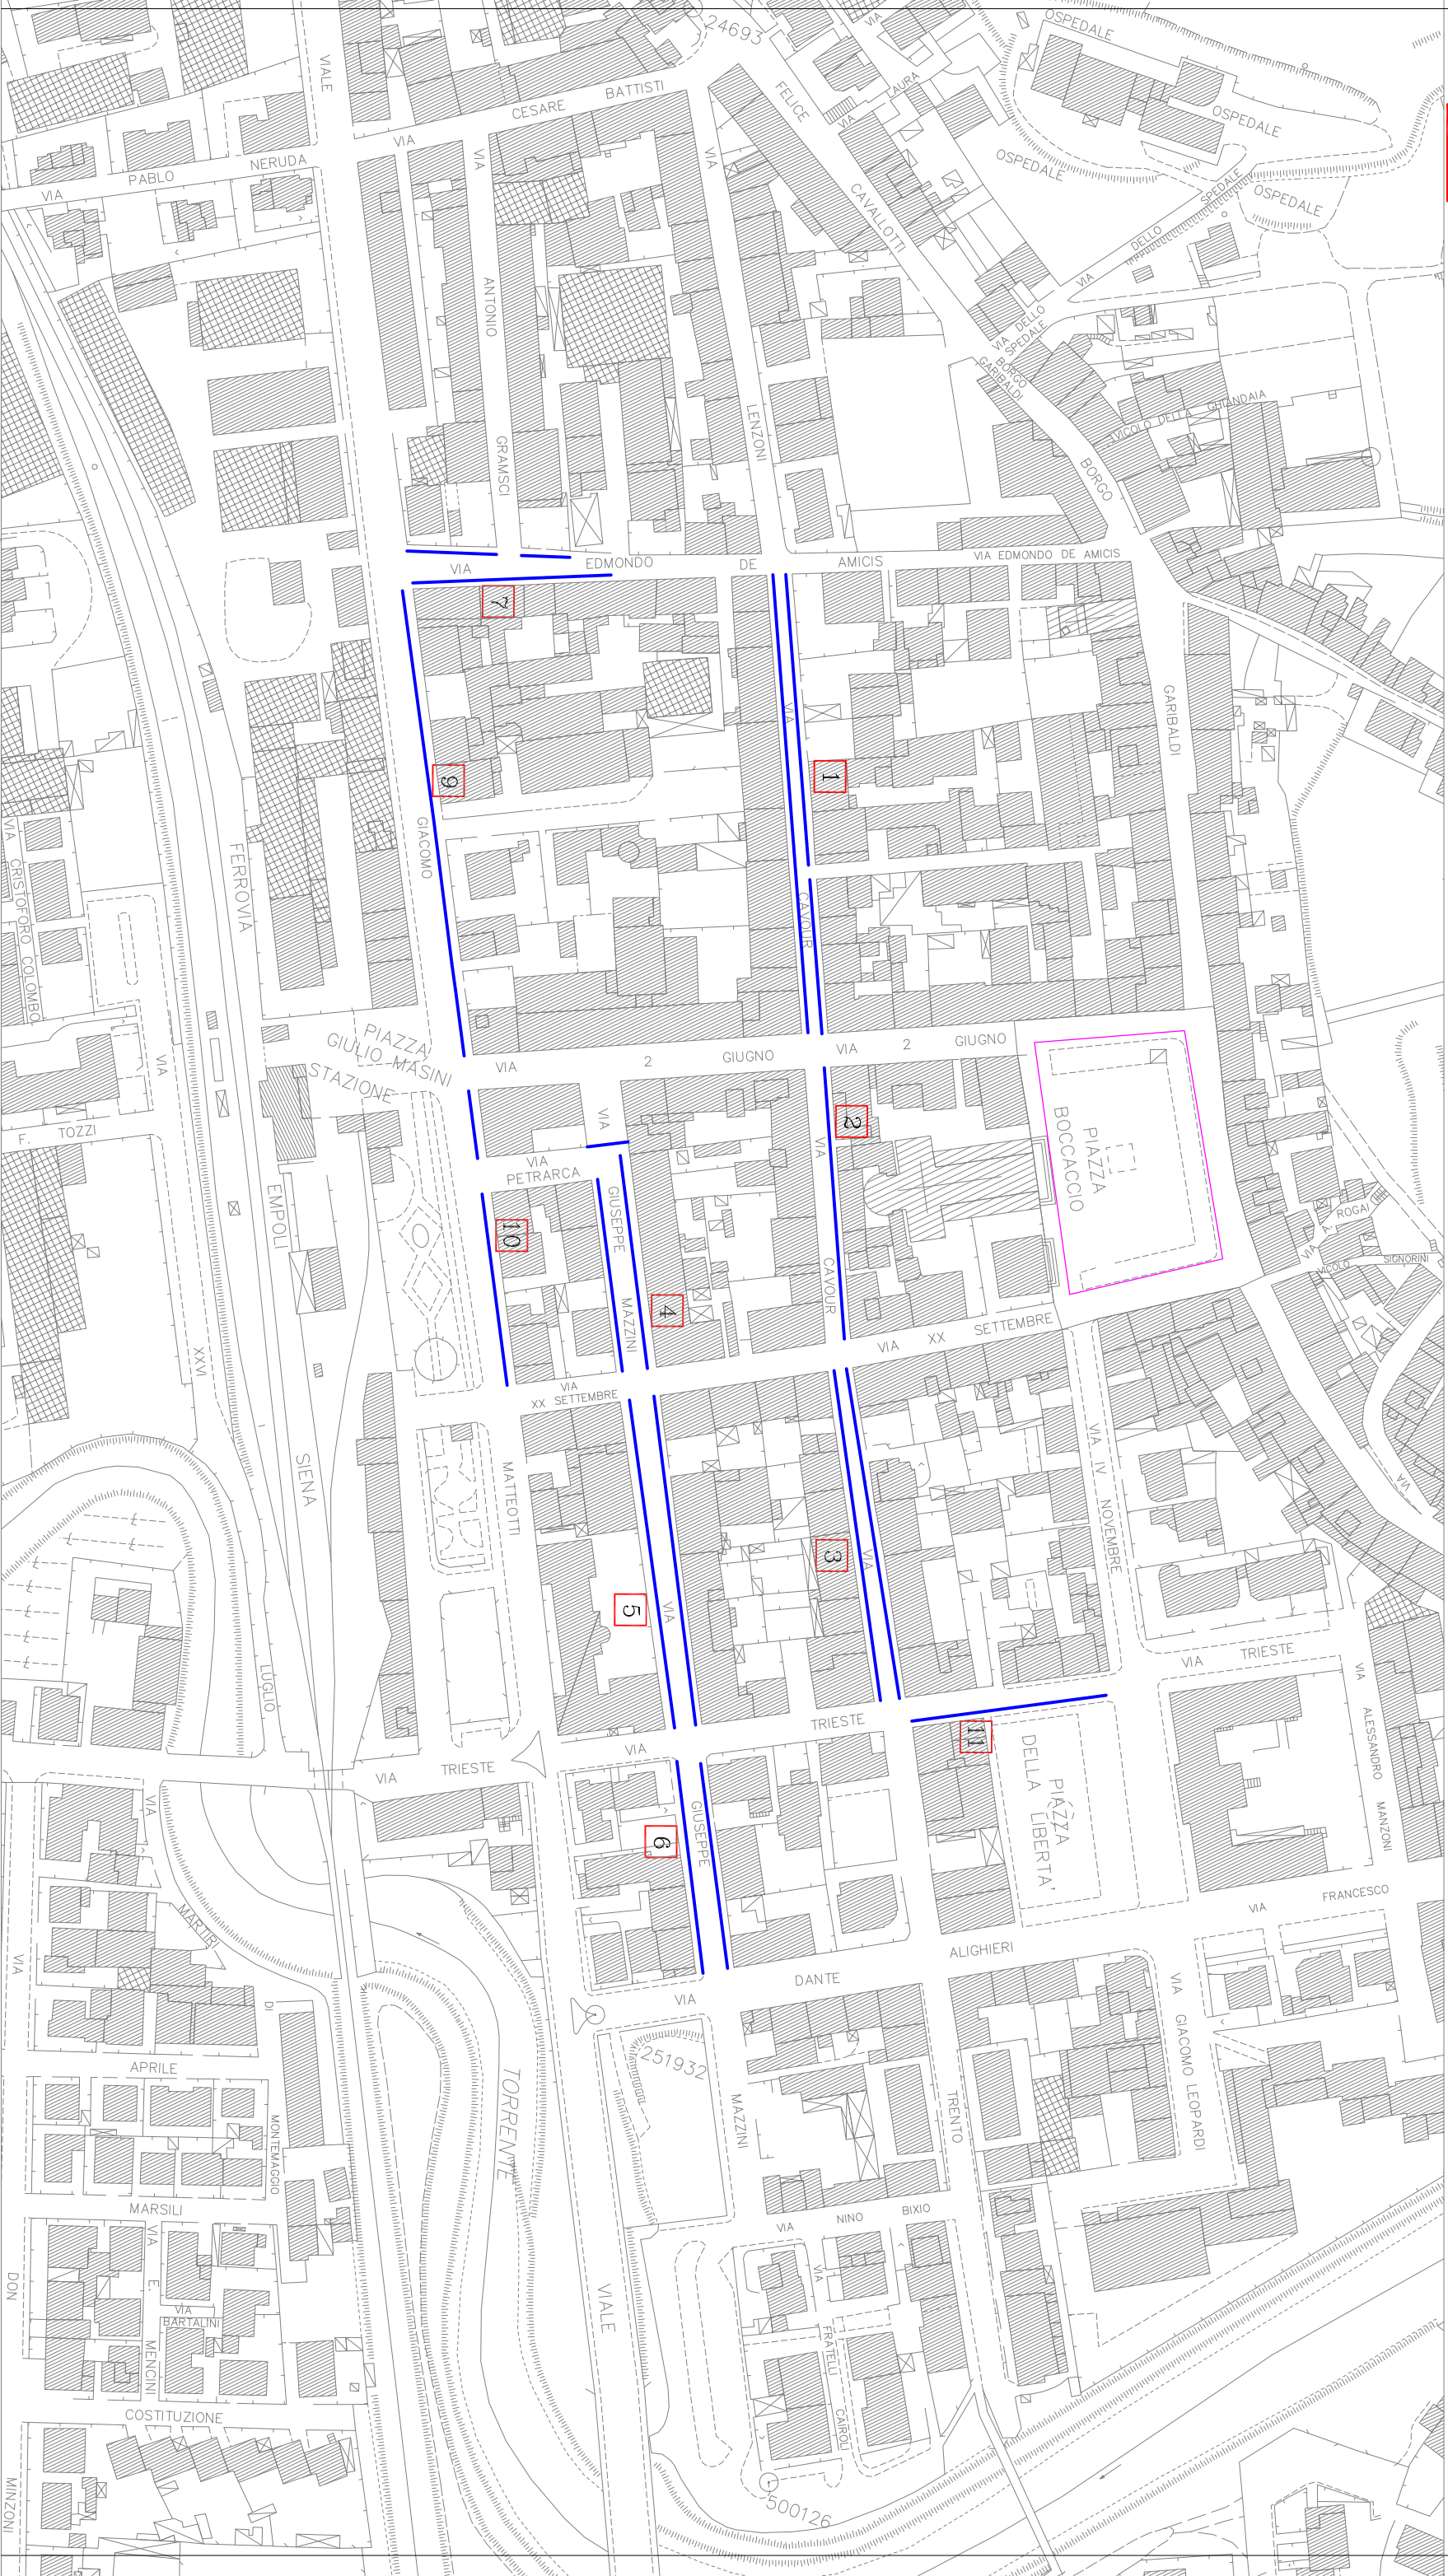 24693
OSPEDALE
VIA
VIALE
FELICE
VIA
LAURA
OSPEDALE
VIA
CESARE
BATTISTI
VIA
VIA
VIA
OSPEDALE
OSPEDALE
NERUDA
PABLO
VIA
CAVALLOTTI
SPEDALE
DELLO
VIA
ANTONIO
DELLO
VIA
SPEDALE
BORGO
GARIBALDI
VICOLO DELLA GHIANDAIA
LENZONI
GRAMSCI
BORGO
VIA
EDMONDO
DE
AMICIS
VIA EDMONDO DE AMICIS
7
GARIBALDI
VIA
1
9
GIACOMO
VIA
CRISTOFORO COLOMBO
FERROVIA
CAVOUR
PIAZZA
GIULIO MASINI
STAZIONE
VIA
2
GIUGNO
VIA
2
GIUGNO
VIA
F. TOZZI
VIA
2
VIA
PIAZZA
BOCCACCIO
VIA
PETRARCA
GIUSEPPE
10
EMPOLI
ROGAI
VIA A.
VICOLO
SIGNORINI
CAVOUR
4
MAZZINI
VIA XX SETTEMBRE
XXVI
VIA
XX SETTEMBRE
VIA IV NOVEMBRE
VIA
SIENA
MATTEOTTI
3
VIA
5
VIA
LUGLIO
VIA
TRIESTE
VIA
TRIESTE
VIA
11
PIAZZA
DELLA LIBERTA'
ALESSANDRO
MANZONI
VIA
TRIESTE
VIA
GIUSEPPE
6
VIA
MARTIRI
VIA
FRANCESCO
VIA
DANTE
ALIGHIERI
VIA
VIA
GIACOMO LEOPARDI
DI
APRILE
251932
TORRENTE
MAZZINI
TRENTO
MONTEMAGGIO
MARSILI
VIA
NINO
BIXIO
VIA E. MENCINI
VIA
BARTALINI
DON
VIALE
VIA
FRATELLI
CAIROLI
COSTITUZIONE
MINZONI
500126